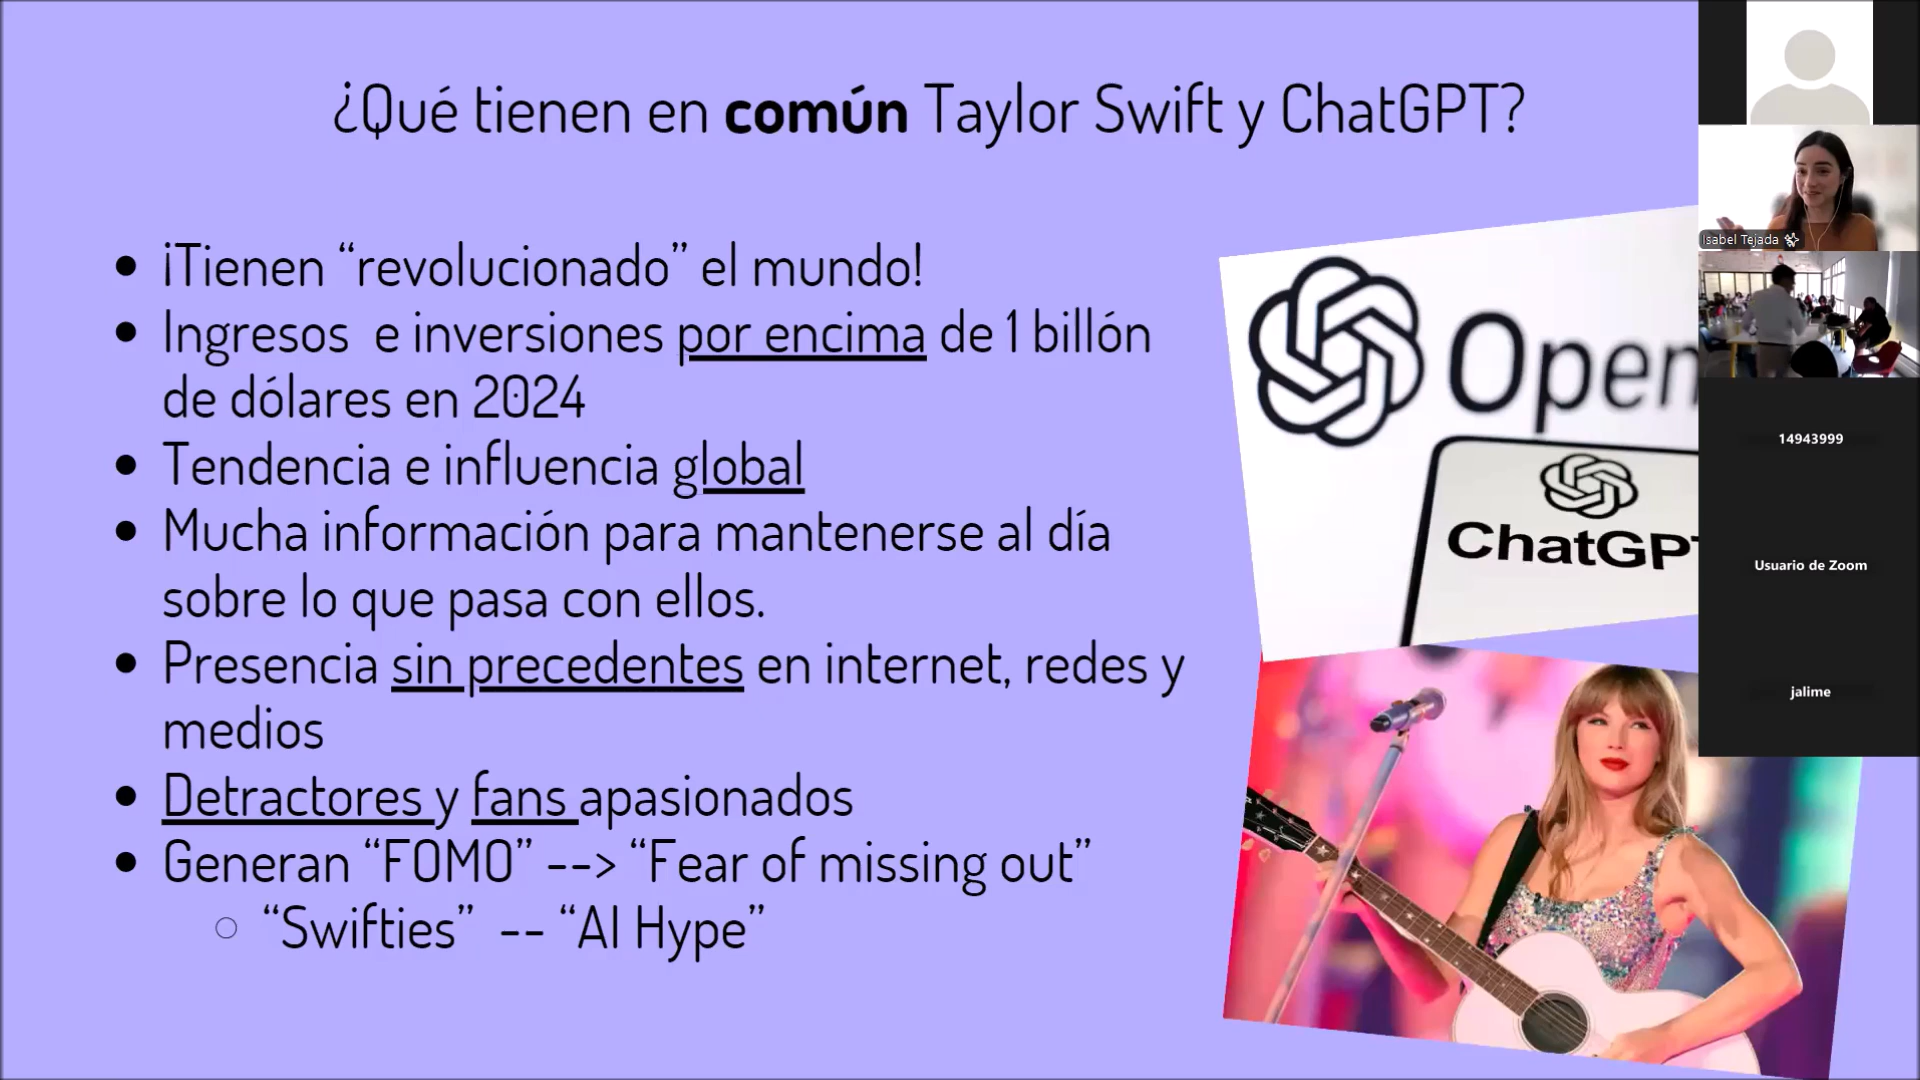 ¿Qué tienen en común Taylor Swift y ChatGPT?
• ¡Tienen “revolucionado” el mundo!
• Ingresos e inversiones por encima de 1 billón
de dólares en 2024
• Tendencia e influencia global
• Mucha información para mantenerse al día
sobre lo que pasa con ellos.
• Presencia sin precedentes en internet, redes y
medios
• Detractores y fans apasionados
• Generan “FOMO” --> “Fear of missing out”
○ “Swifties” -- “AI Hype”
Open
ChatGPT
Isabel Tejada
14943999
Usuario de Zoom
jalime